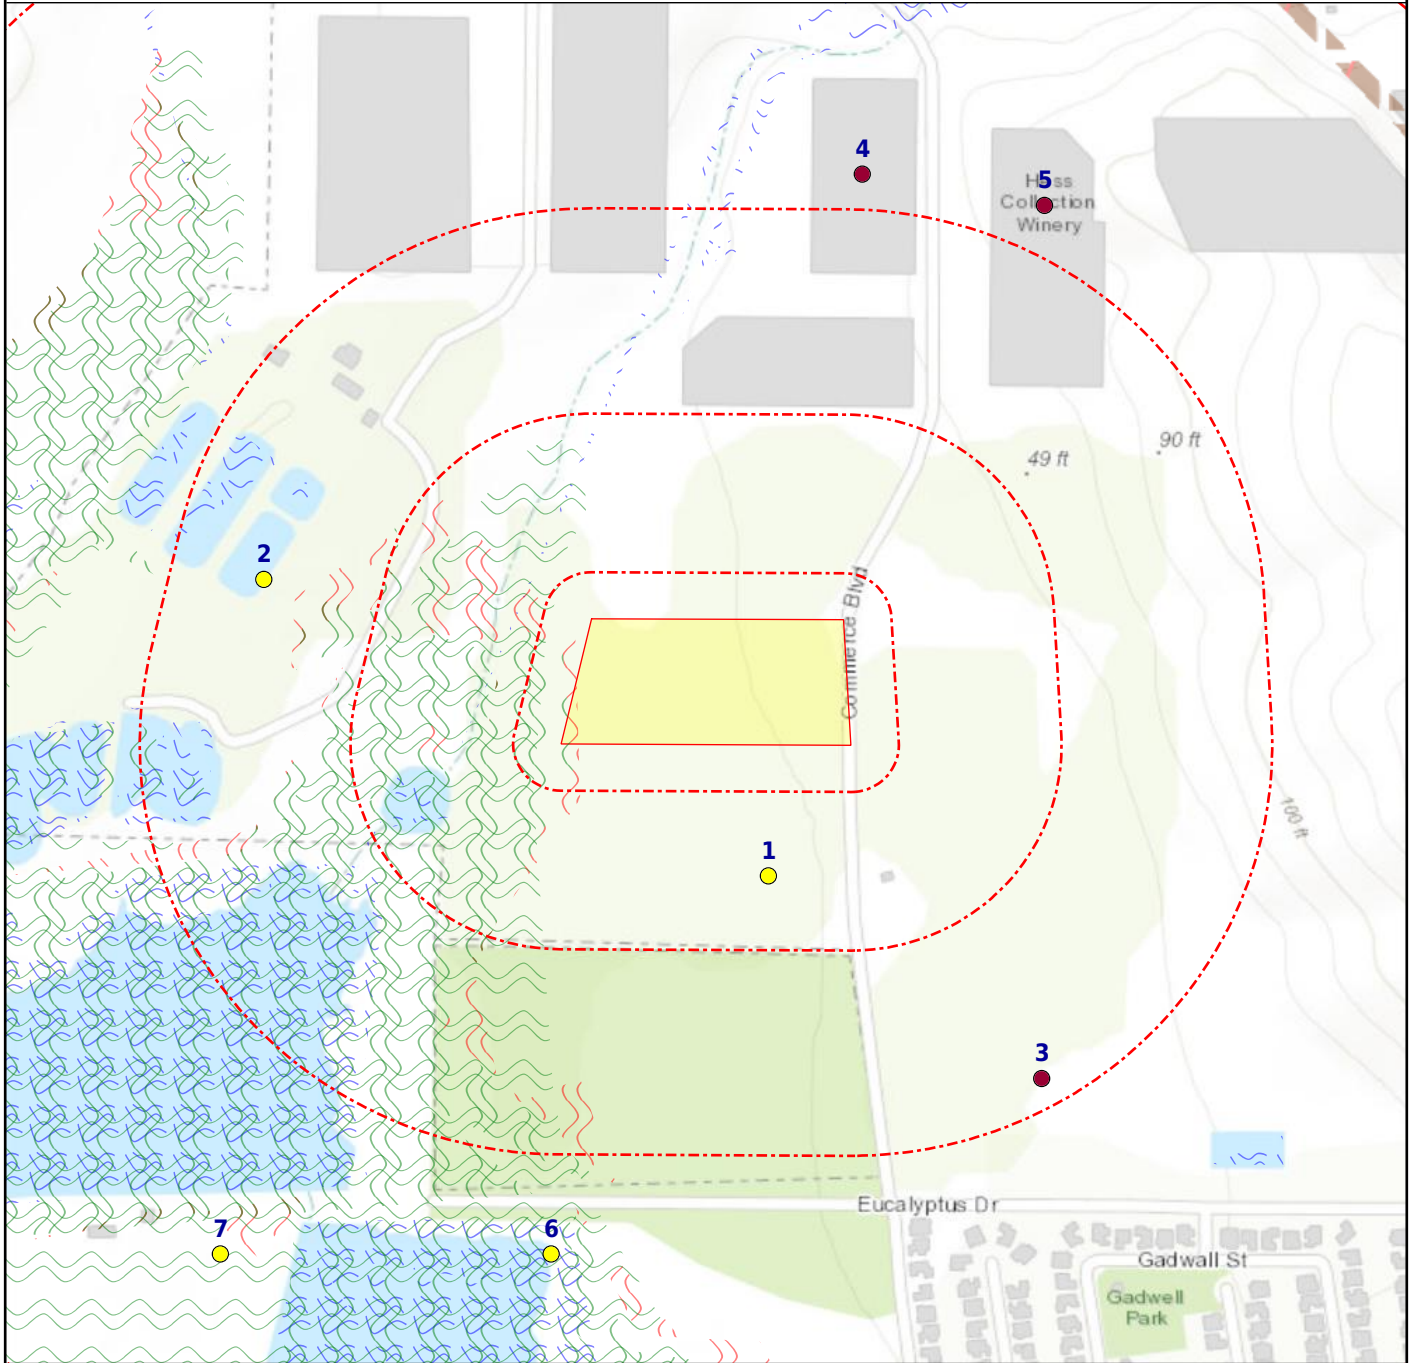 4
5
Hess
Collection
Winery
90 ft
49 ft
2
Commerce Blvd
100 ft
1
3
Eucalyptus Dr
7
6
Gadwall St
Gadwell
Park